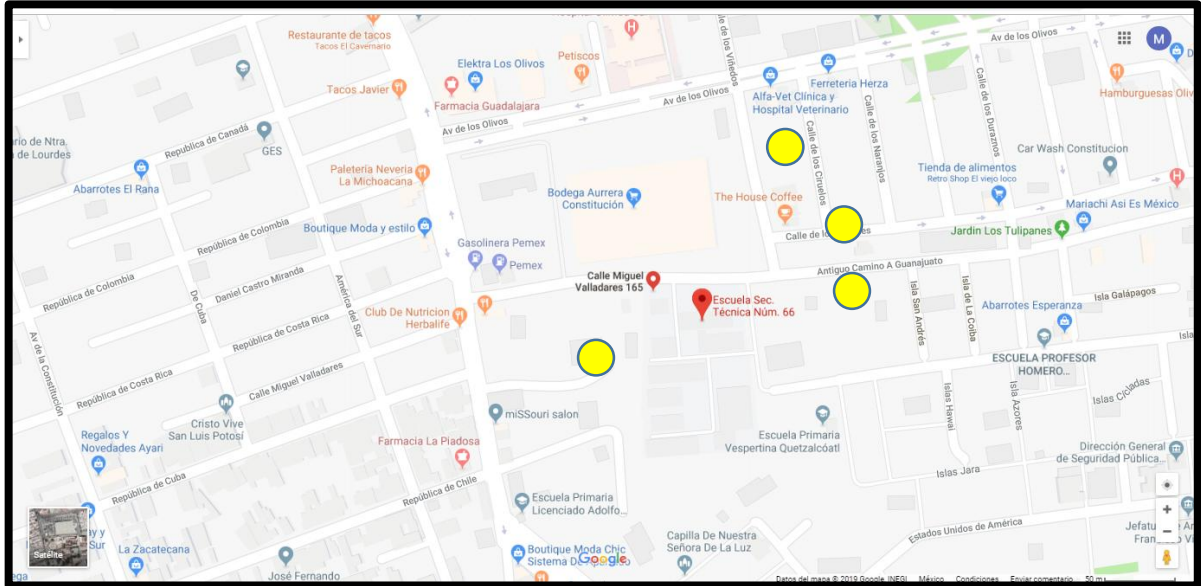 Restaurante de tacos
Tacos El Cavernario
Elektra Los Olivos
Petiscos
Calle de los Viñedos
Av de los Olivos
M
Tacos Javier
Farmacia Guadalajara
Av de los Olivos
Alfa-Vet Clínica y
Hospital Veterinario
Ferreteria Herza
Hamburguesas Oliv
Av de los Olivos
rio de Ntra.
de Lourdes
República de Canadá
GES
Calle de los Ciruelos
Calle de los Naranjos
Calle de los Duraznos
Car Wash Constitucion
Abarrotes El Rana
Paletería Nevería
La Michoacana
Bodega Aurrera
Constitución
The House Coffee
Tienda de alimentos
Retro Shop El viejo loco
Mariachi Asi Es México
República de Colombia
Boutique Moda y estilo
Calle de lo
Jardin Los Tulipanes
Gasolinera Pemex
Pemex
Calle Miguel
Valladares 165
Antiguo Camino A Guanajuato
República de Colombia
Daniel Castro Miranda
De Cuba
América del Sur
Escuela Sec.
Técnica Núm. 66
Isla San Andrés
Isla de La Coiba
Isla Galápagos
Abarrotes Esperanza
Club De Nutricion
Herbalife
República de Costa Rica
Isla
ESCUELA PROFESOR
HOMERO...
Av de la Constitución
República de Costa Rica
Calle Miguel Valladares
Islas Hawai
Isla Azores
Islas Cicladas
Cristo Vive
San Luis Potosí
miSSouri salon
Regalos Y
Novedades Ayari
Farmacia La Piadosa
Escuela Primaria
Vespertina Quetzalcoatl
Dirección General
de Seguridad Pública...
República de Cuba
República de Chile
Islas Jara
Escuela Primaria
Licenciado Adolfo...
Estados Unidos de América
Satélite
La Zacatecana
José Fernando
Boutique Moda Chic
Sistema De
Google
Capilla De Nuestra
Señora De La Luz
Datos del mapa © 2019 Google, INEGI México Condiciones Enviar comentario 50 m